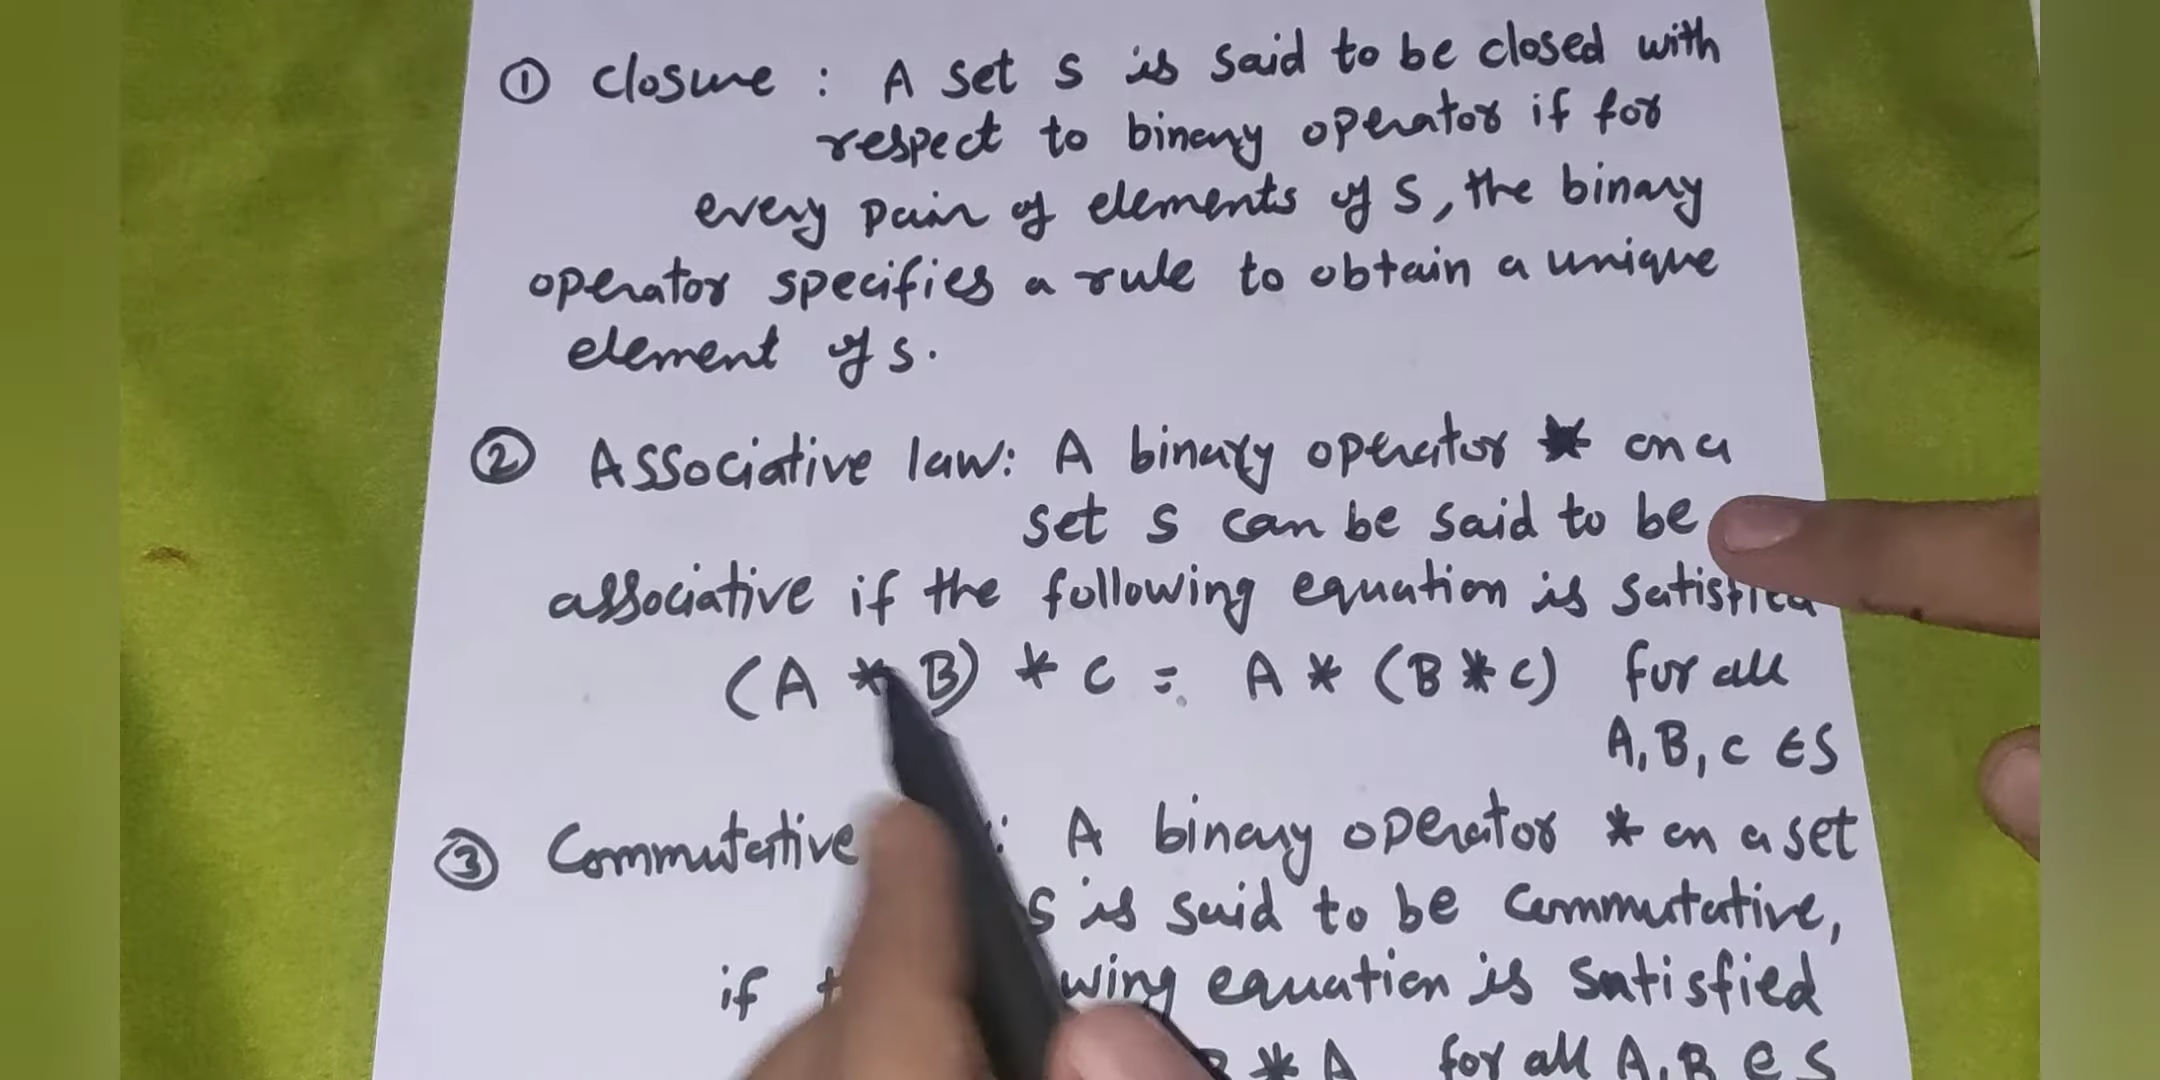 ① Closure : A set S is said to be closed with
respect to binary operator if for
every pair of elements of S, the binary
operator specifies a rule to obtain a unique
element of s.
② Associative law: A binary operator * on a
set S can be said to be
associative if the following equation is satisfied
(A * B) * C = A * (B * C) for all
A, B, C ∈ S
③ Commutative : A binary operator * on a set
S is said to be commutative,
if wing equation is satisfied
* A for all A, B ∈ S